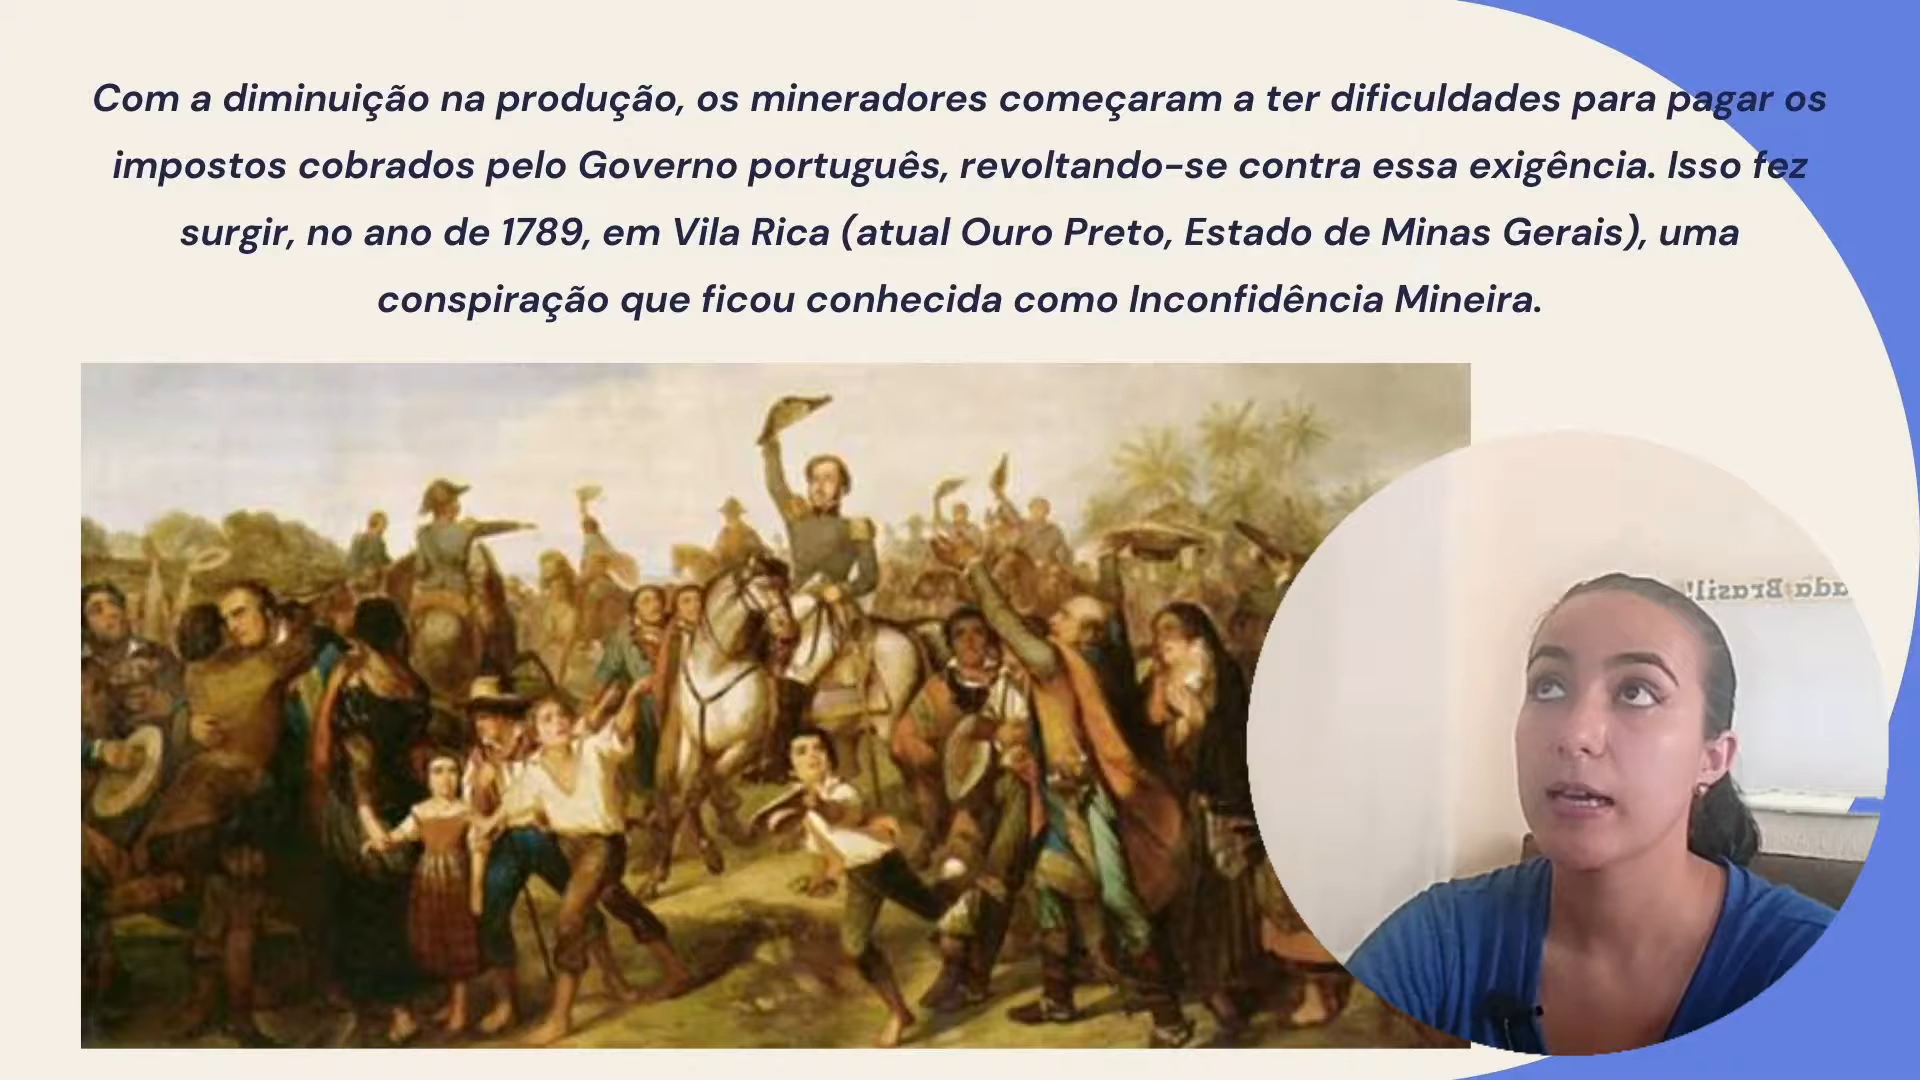 Com a diminuição na produção, os mineradores começaram a ter dificuldades para pagar os
impostos cobrados pelo Governo português, revoltando-se contra essa exigência. Isso fez
surgir, no ano de 1789, em Vila Rica (atual Ouro Preto, Estado de Minas Gerais), uma
conspiração que ficou conhecida como Inconfidência Mineira.
Brasil!